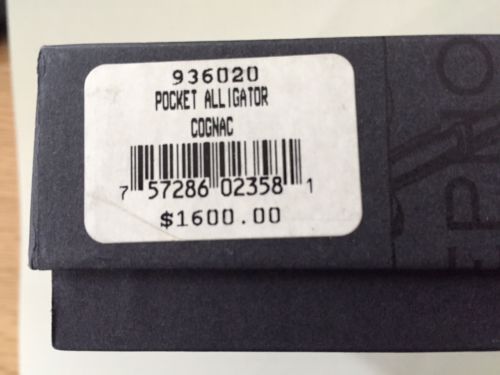 936020
POCKET ALLIGATOR
COGNAC
7 57286 02358 1
$1600.00